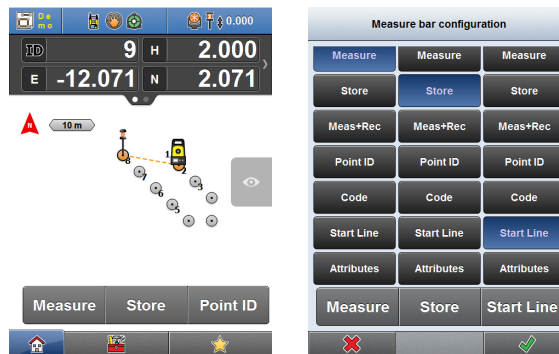 De
mo
0.000
ID 9 H 2.000
E -12.071 N 2.071
N
10 m
1
8
2
7
3
6
5
Measure Store Point ID
Measure bar configuration
Measure Measure Measure
Store Store Store
Meas+Rec Meas+Rec Meas+Rec
Point ID Point ID Point ID
Code Code Code
Start Line Start Line Start Line
Attributes Attributes Attributes
Measure Store Start Line